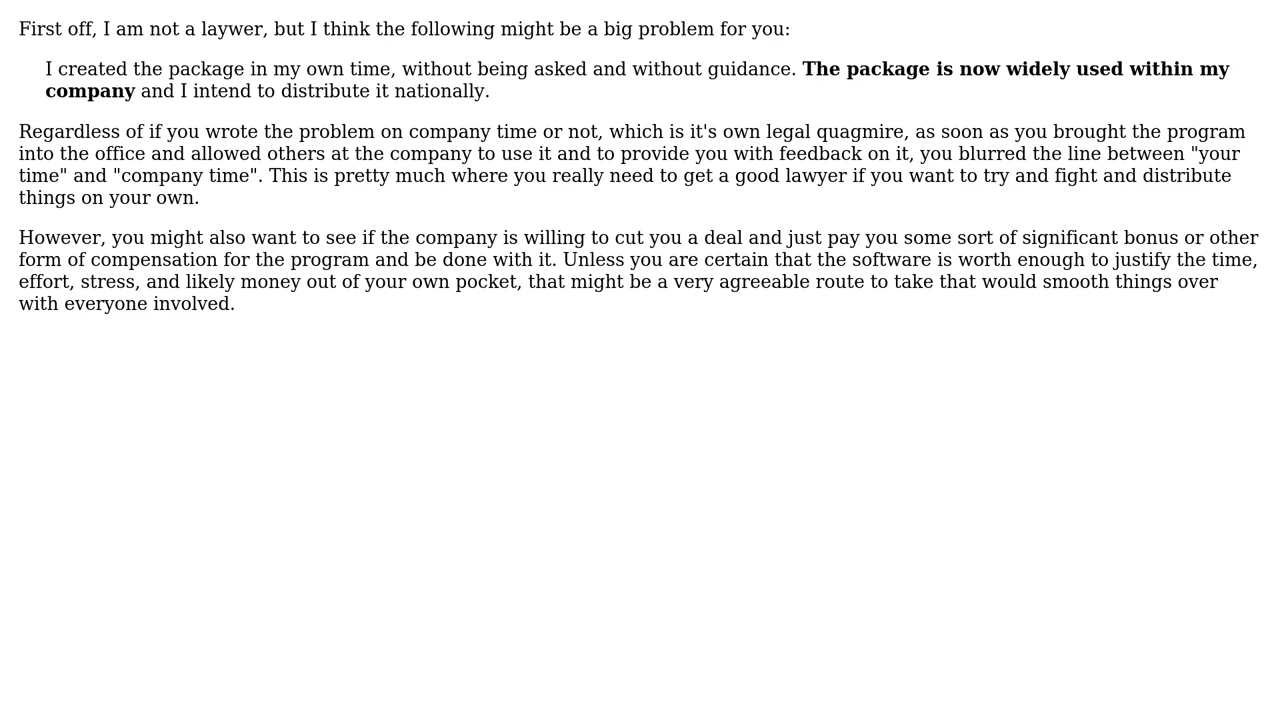 First off, I am not a laywer, but I think the following might be a big problem for you:
I created the package in my own time, without being asked and without guidance. The package is now widely used within my
company and I intend to distribute it nationally.
Regardless of if you wrote the problem on company time or not, which is it's own legal quagmire, as soon as you brought the program
into the office and allowed others at the company to use it and to provide you with feedback on it, you blurred the line between "your
time" and "company time". This is pretty much where you really need to get a good lawyer if you want to try and fight and distribute
things on your own.
However, you might also want to see if the company is willing to cut you a deal and just pay you some sort of significant bonus or other
form of compensation for the program and be done with it. Unless you are certain that the software is worth enough to justify the time,
effort, stress, and likely money out of your own pocket, that might be a very agreeable route to take that would smooth things over
with everyone involved.